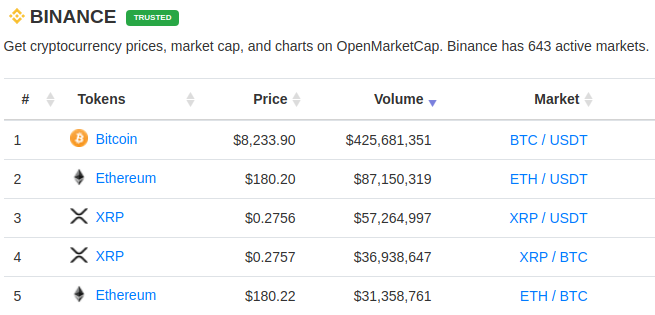 BINANCE TRUSTED
Get cryptocurrency prices, market cap, and charts on OpenMarketCap. Binance has 643 active markets.
# Tokens Price Volume Market
1 Bitcoin $8,233.90 $425,681,351 BTC / USDT
2 Ethereum $180.20 $87,150,319 ETH / USDT
3 XRP $0.2756 $57,264,997 XRP / USDT
4 XRP $0.2757 $36,938,647 XRP / BTC
5 Ethereum $180.22 $31,358,761 ETH / BTC